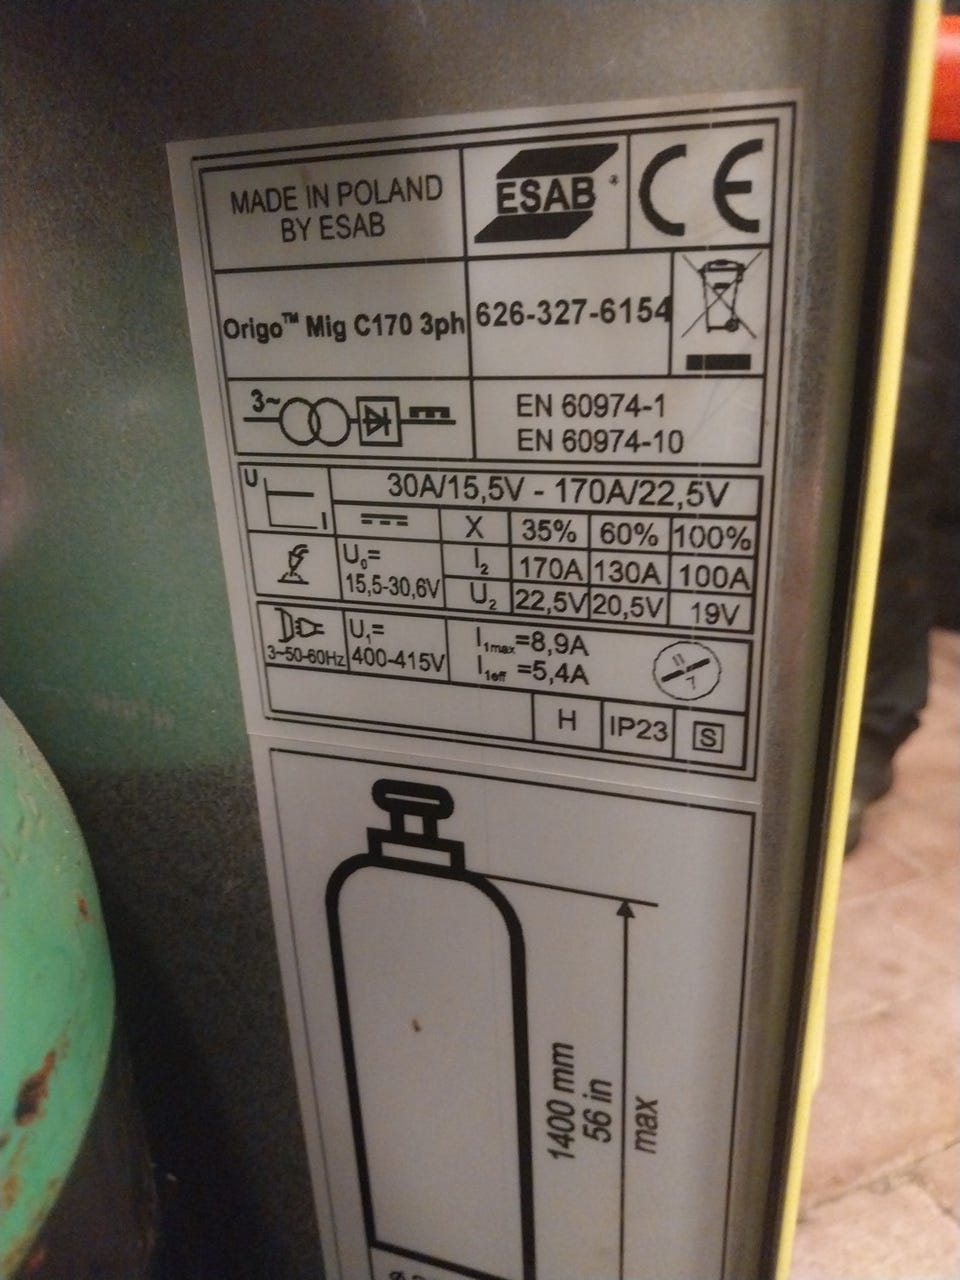 MADE IN POLAND
BY ESAB
ESAB ®
CE
Origo™ Mig C170 3ph
626-327-6154
3~
EN 60974-1
EN 60974-10
U
I
30A/15,5V - 170A/22,5V
X 35% 60% 100%
I₂ 170A 130A 100A
U₂ 22,5V 20,5V 19V
U₀=
15,5-30,6V
3~50-60Hz
U₁=
400-415V
I₁max=8,9A
I₁eff =5,4A
H IP23 S
1400 mm
56 in
max